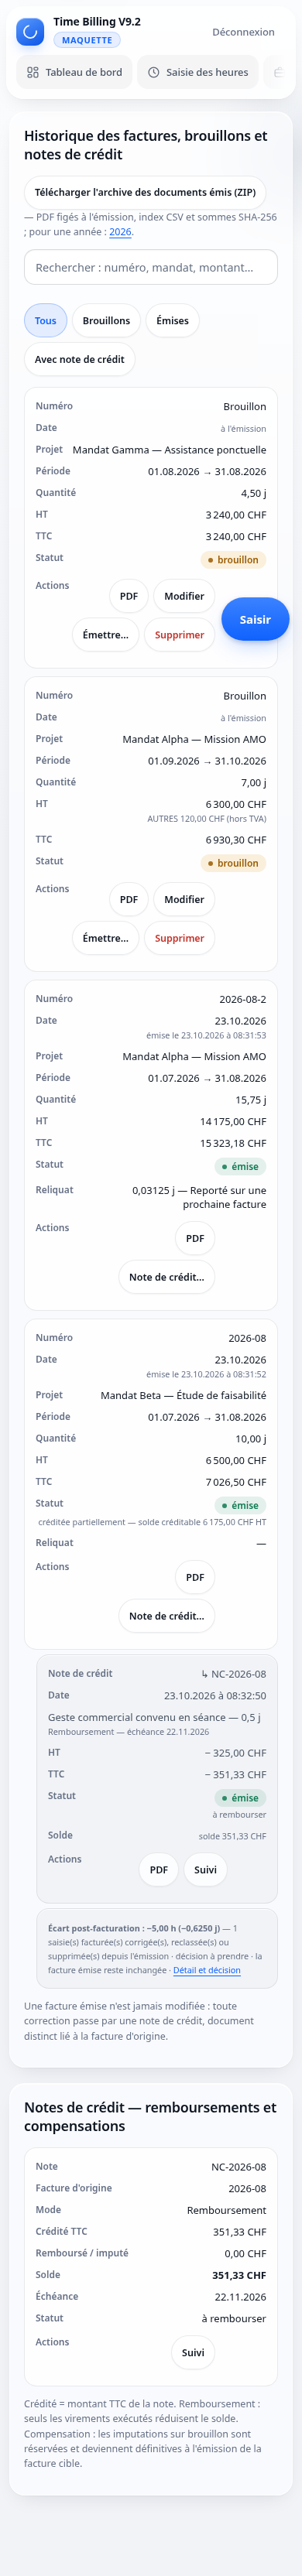 Time Billing V9.2
MAQUETTE
Déconnexion
Tableau de bord
Saisie des heures
Historique des factures, brouillons et
notes de crédit
Télécharger l'archive des documents émis (ZIP)
— PDF figés à l'émission, index CSV et sommes SHA-256
; pour une année : 2026.
Rechercher : numéro, mandat, montant…
Tous
Brouillons
Émises
Avec note de crédit
Numéro Brouillon
Date à l'émission
Projet Mandat Gamma — Assistance ponctuelle
Période 01.08.2026 → 31.08.2026
Quantité 4,50 j
HT 3 240,00 CHF
TTC 3 240,00 CHF
Statut brouillon
Actions PDF Modifier
Saisir
Émettre… Supprimer
Numéro Brouillon
Date à l'émission
Projet Mandat Alpha — Mission AMO
Période 01.09.2026 → 31.10.2026
Quantité 7,00 j
HT 6 300,00 CHF
AUTRES 120,00 CHF (hors TVA)
TTC 6 930,30 CHF
Statut brouillon
Actions PDF Modifier
Émettre… Supprimer
Numéro 2026-08-2
Date 23.10.2026
émise le 23.10.2026 à 08:31:53
Projet Mandat Alpha — Mission AMO
Période 01.07.2026 → 31.08.2026
Quantité 15,75 j
HT 14 175,00 CHF
TTC 15 323,18 CHF
Statut émise
Reliquat 0,03125 j — Reporté sur une
prochaine facture
Actions PDF
Note de crédit…
Numéro 2026-08
Date 23.10.2026
émise le 23.10.2026 à 08:31:52
Projet Mandat Beta — Étude de faisabilité
Période 01.07.2026 → 31.08.2026
Quantité 10,00 j
HT 6 500,00 CHF
TTC 7 026,50 CHF
Statut émise
créditée partiellement — solde créditable 6 175,00 CHF HT
Reliquat —
Actions PDF
Note de crédit…
Note de crédit ↳ NC-2026-08
Date 23.10.2026 à 08:32:50
Geste commercial convenu en séance — 0,5 j
Remboursement — échéance 22.11.2026
HT − 325,00 CHF
TTC − 351,33 CHF
Statut émise
à rembourser
Solde solde 351,33 CHF
Actions PDF Suivi
Écart post-facturation : −5,00 h (−0,6250 j) — 1
saisie(s) facturée(s) corrigée(s), reclassée(s) ou
supprimée(s) depuis l'émission · décision à prendre · la
facture émise reste inchangée · Détail et décision
Une facture émise n'est jamais modifiée : toute
correction passe par une note de crédit, document
distinct lié à la facture d'origine.
Notes de crédit — remboursements et
compensations
Note NC-2026-08
Facture d'origine 2026-08
Mode Remboursement
Crédité TTC 351,33 CHF
Remboursé / imputé 0,00 CHF
Solde 351,33 CHF
Échéance 22.11.2026
Statut à rembourser
Actions Suivi
Crédité = montant TTC de la note. Remboursement :
seuls les virements exécutés réduisent le solde.
Compensation : les imputations sur brouillon sont
réservées et deviennent définitives à l'émission de la
facture cible.